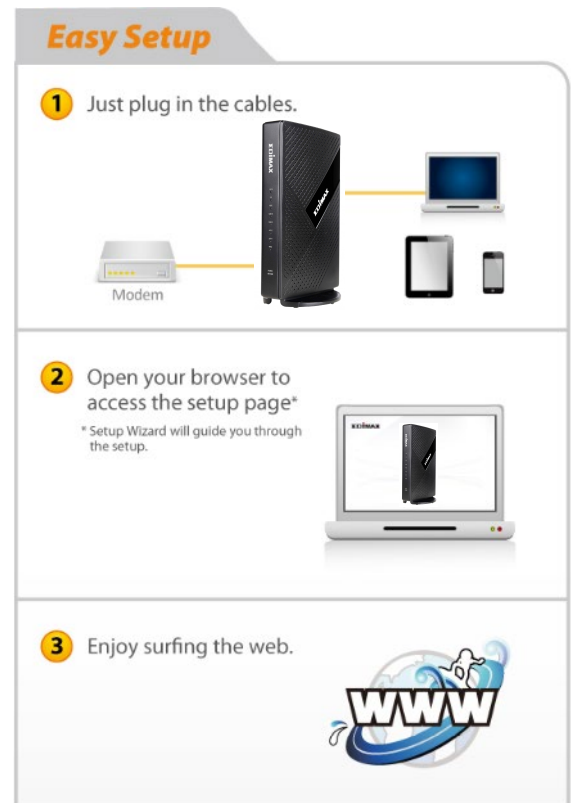 Easy Setup
1 Just plug in the cables.
EDIMAX
EDIMAX
Modem
2 Open your browser to
access the setup page*
* Setup Wizard will guide you through
the setup.
EDIMAX
3 Enjoy surfing the web.
WWW